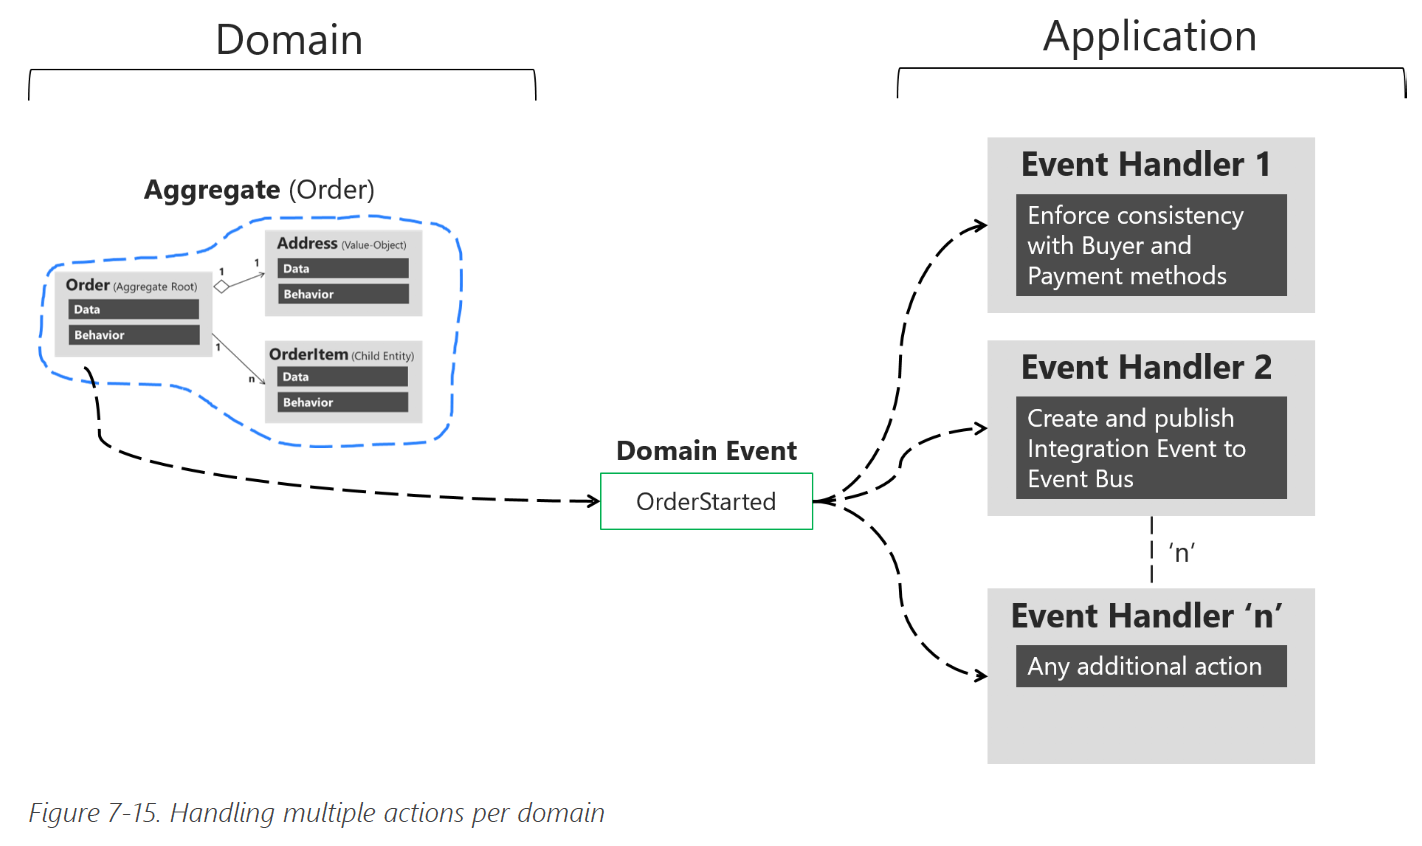 Domain
Application
Aggregate (Order)
Address (Value-Object)
Data
Behavior
1
1
Order (Aggregate Root)
Data
Behavior
1
n
OrderItem (Child Entity)
Data
Behavior
Domain Event
OrderStarted
Event Handler 1
Enforce consistency
with Buyer and
Payment methods
Event Handler 2
Create and publish
Integration Event to
Event Bus
‘n‘
Event Handler ‘n’
Any additional action
Figure 7-15. Handling multiple actions per domain